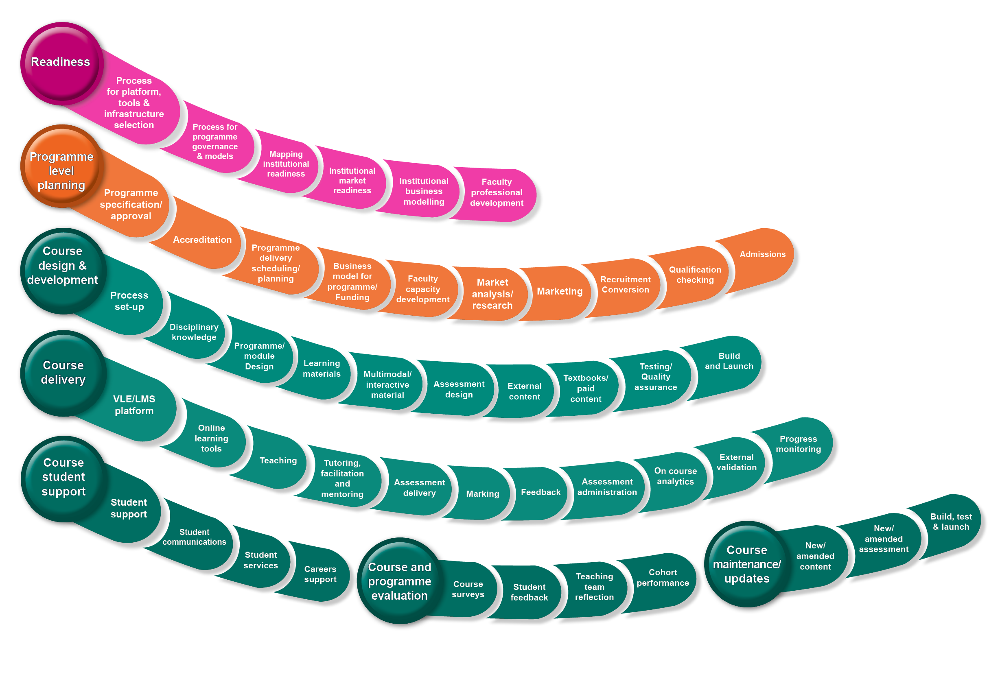 Readiness
Process
for platform,
tools &
infrastructure
selection
Process for
programme
governance
& models
Mapping
institutional
readiness
Institutional
market
readiness
Institutional
business
modelling
Faculty
professional
development
Programme
level
planning
Programme
specification/
approval
Accreditation
Programme
delivery
scheduling/
planning
Business
model for
programme/
Funding
Faculty
capacity
development
Market
analysis/
research
Marketing
Recruitment
Conversion
Qualification
checking
Admissions
Course
design &
development
Process
set-up
Disciplinary
knowledge
Programme/
module
Design
Learning
materials
Multimodal/
interactive
material
Assessment
design
External
content
Textbooks/
paid
content
Testing/
Quality
assurance
Build
and Launch
Course
delivery
VLE/LMS
platform
Online
learning
tools
Teaching
Tutoring,
facilitation
and
mentoring
Assessment
delivery
Marking
Feedback
Assessment
administration
On course
analytics
External
validation
Progress
monitoring
Course
student
support
Student
support
Student
communications
Student
services
Careers
support
Course and
programme
evaluation
Course
surveys
Student
feedback
Teaching
team
reflection
Cohort
performance
Course
maintenance/
updates
New/
amended
content
New/
amended
assessment
Build, test
& launch